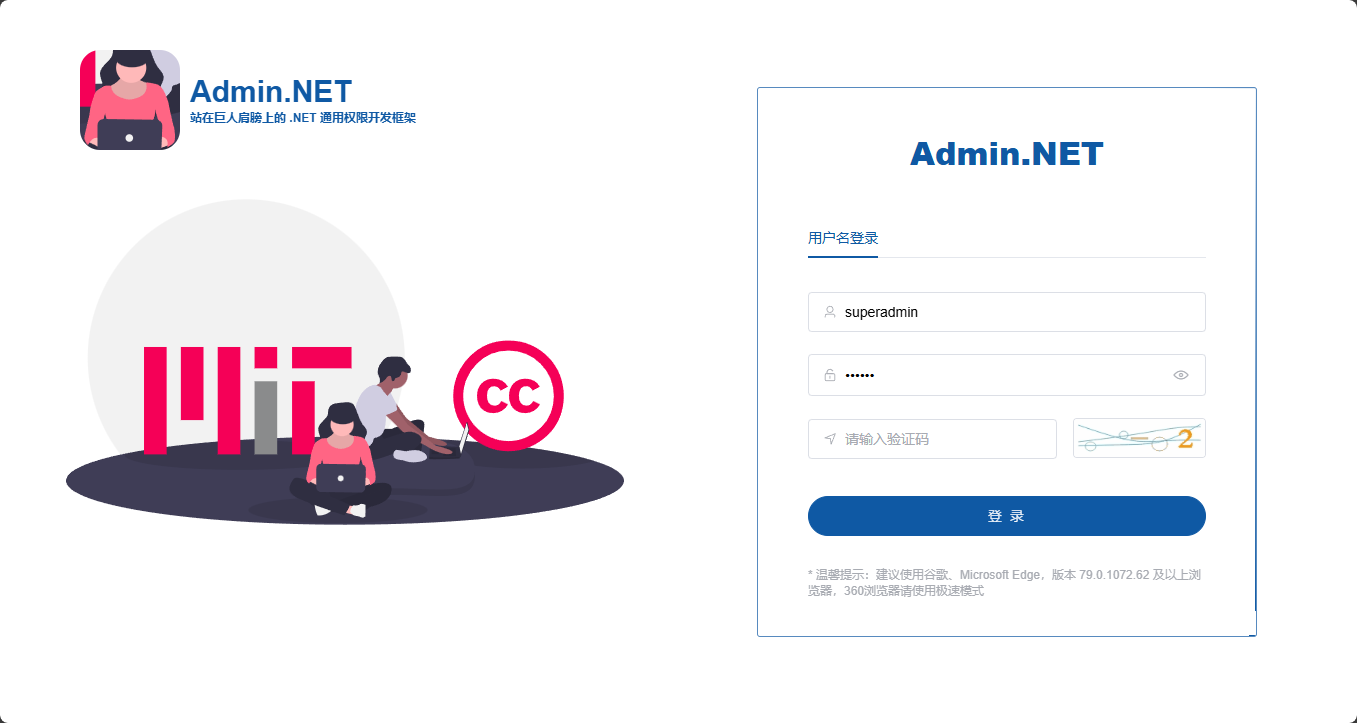 Admin.NET
站在巨人肩膀上的 .NET 通用权限开发框架
MiT
CC
Admin.NET
用户名登录
superadmin
••••••
请输入验证码
2
登 录
* 温馨提示：建议使用谷歌、Microsoft Edge，版本 79.0.1072.62 及以上浏
览器，360浏览器请使用极速模式